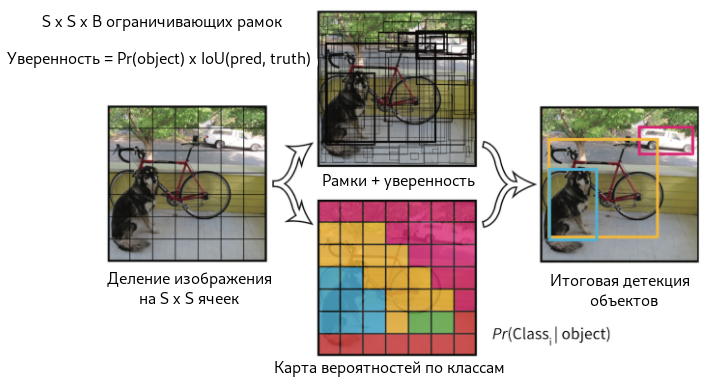 S x S x B ограничивающих рамок
Уверенность = Pr(object) x IoU(pred, truth)
Рамки + уверенность
Деление изображения
на S x S ячеек
Итоговая детекция
объектов
Pr(Class_i | object)
Карта вероятностей по классам